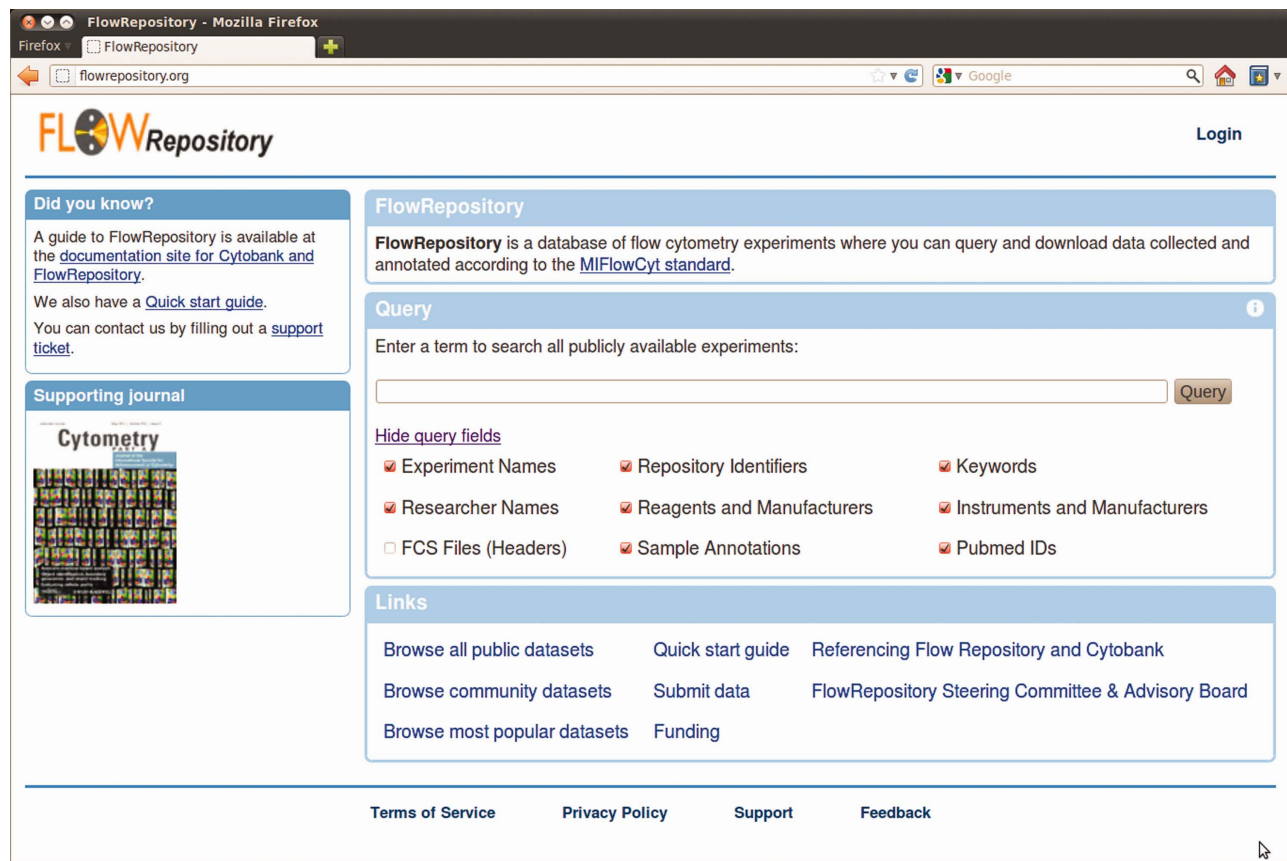 FlowRepository - Mozilla Firefox
Firefox
FlowRepository
flowrepository.org
Google
FLOWRepository
Login
Did you know?
A guide to FlowRepository is available at
the documentation site for Cytobank and
FlowRepository.
We also have a Quick start guide.
You can contact us by filling out a support
ticket.
Supporting journal
Cytometry
FlowRepository
FlowRepository is a database of flow cytometry experiments where you can query and download data collected and
annotated according to the MIFlowCyt standard.
Query
Enter a term to search all publicly available experiments:
Query
Hide query fields
Experiment Names Repository Identifiers Keywords
Researcher Names Reagents and Manufacturers Instruments and Manufacturers
FCS Files (Headers) Sample Annotations Pubmed IDs
Links
Browse all public datasets Quick start guide Referencing Flow Repository and Cytobank
Browse community datasets Submit data FlowRepository Steering Committee & Advisory Board
Browse most popular datasets Funding
Terms of Service Privacy Policy Support Feedback